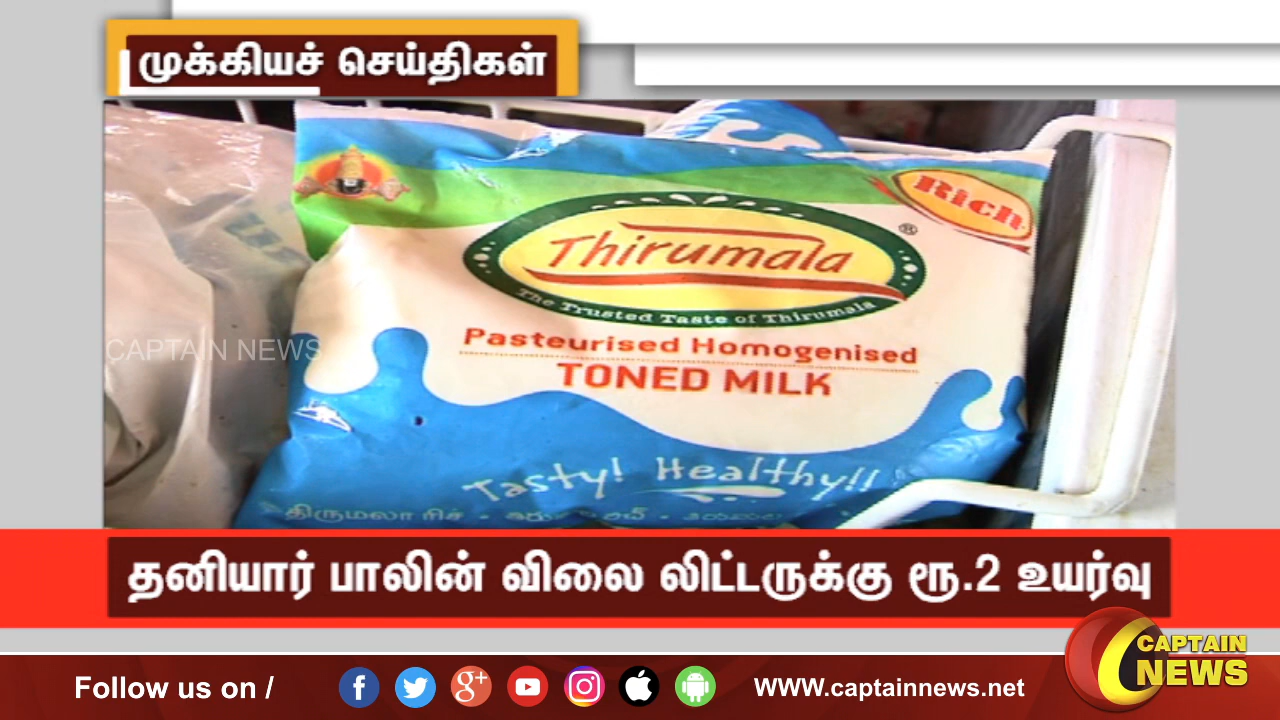 முக்கியச் செய்திகள்
Rich
Thirumala ®
The Trusted Taste of Thirumala
Pasteurised Homogenised
TONED MILK
CAPTAIN NEWS
Tasty! Healthy!!
திருமலா ரிச்
தனியார் பாலின் விலை லிட்டருக்கு ரூ.2 உயர்வு
CAPTAIN
NEWS
Follow us on / WWW.captainnews.net